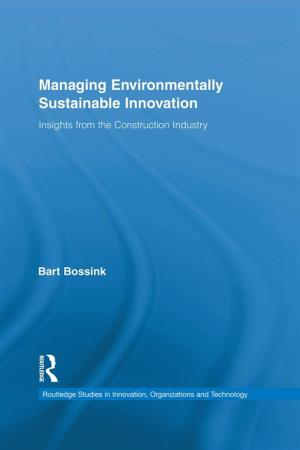 Managing Environmentally
Sustainable Innovation
Insights from the Construction Industry
Bart Bossink
ROUTLEDGE
Routledge Studies in Innovation, Organizations and Technology